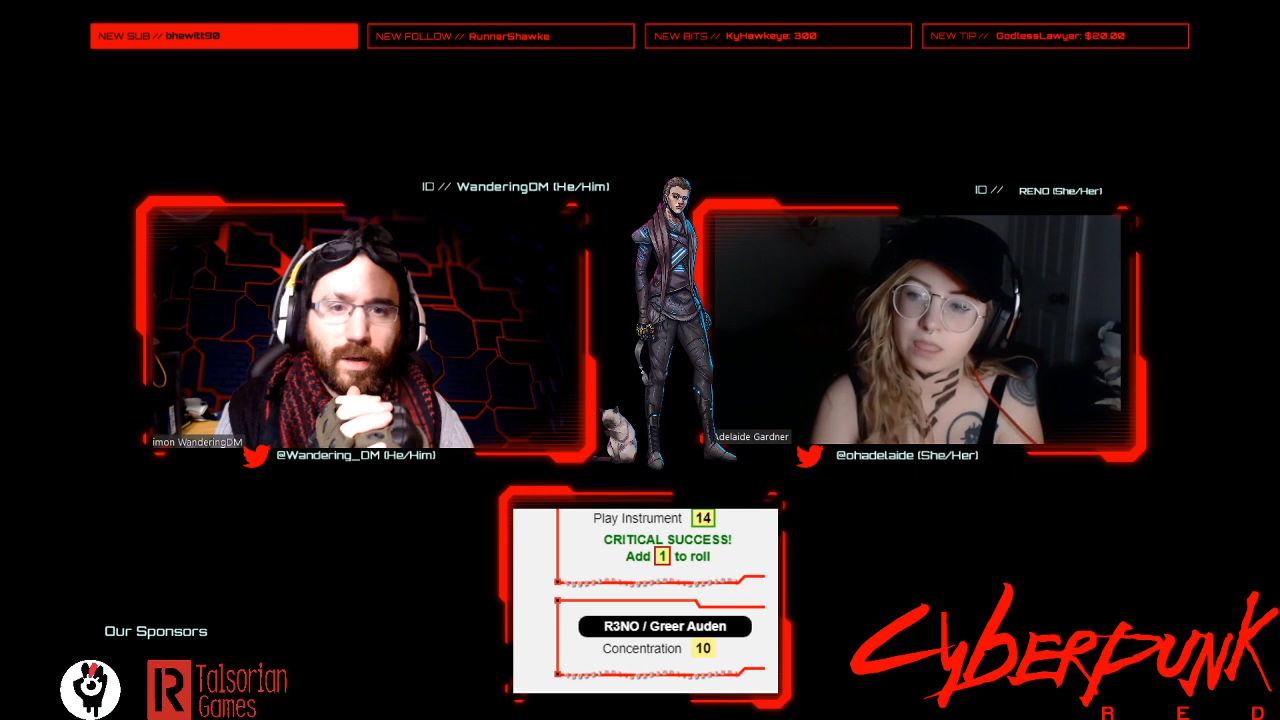 NEW SUB // bhewitt90
NEW FOLLOW // RunnerShawke
NEW BITS // KyHawkeye: 300
NEW TIP // GodlessLawyer: $20.00
ID // WanderingDM (He/Him)
ID // RENO (She/Her)
imon WanderingDM
Adelaide Gardner
@Wandering_DM (He/Him)
@ohadelaide (She/Her)
Play Instrument 14
CRITICAL SUCCESS!
Add 1 to roll
R3NO / Greer Auden
Concentration 10
Our Sponsors
R Talsorian
Games
Cyberpunk
RED